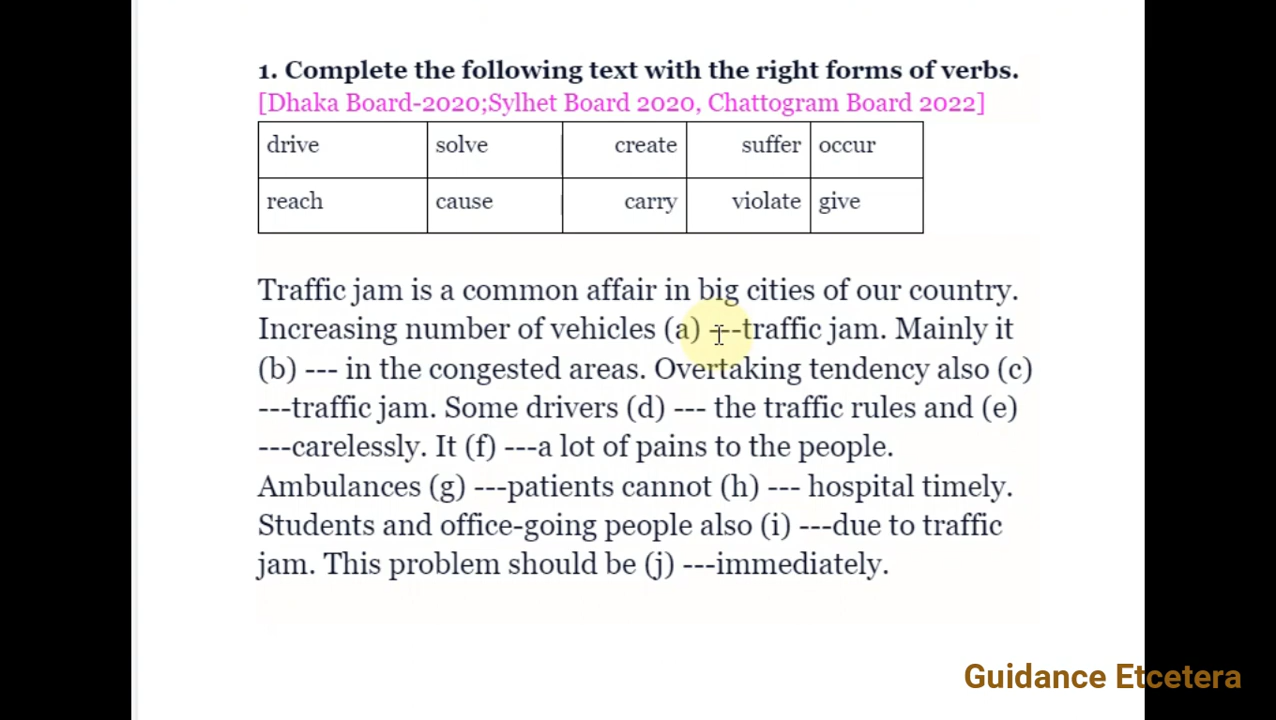 1. Complete the following text with the right forms of verbs.
[Dhaka Board-2020;Sylhet Board 2020, Chattogram Board 2022]
drive solve create suffer occur
reach cause carry violate give
Traffic jam is a common affair in big cities of our country.
Increasing number of vehicles (a) ---traffic jam. Mainly it
(b) --- in the congested areas. Overtaking tendency also (c)
---traffic jam. Some drivers (d) --- the traffic rules and (e)
---carelessly. It (f) ---a lot of pains to the people.
Ambulances (g) ---patients cannot (h) --- hospital timely.
Students and office-going people also (i) ---due to traffic
jam. This problem should be (j) ---immediately.
Guidance Etcetera